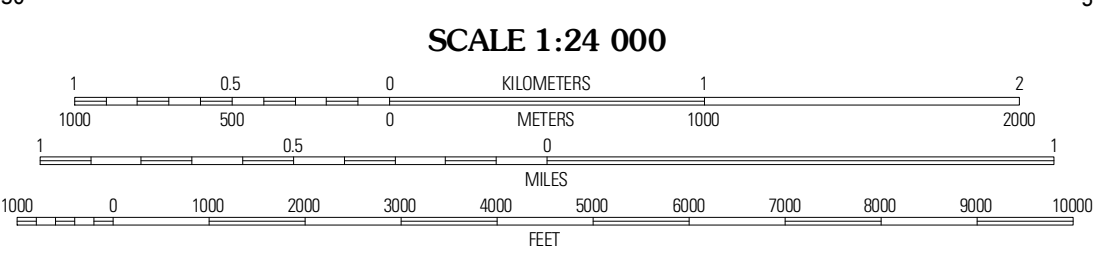 SCALE 1:24 000
1 0.5 0 KILOMETERS 1 2
1000 500 0 METERS 1000 2000
1 0.5 0 1
MILES
1000 0 1000 2000 3000 4000 5000 6000 7000 8000 9000 10000
FEET